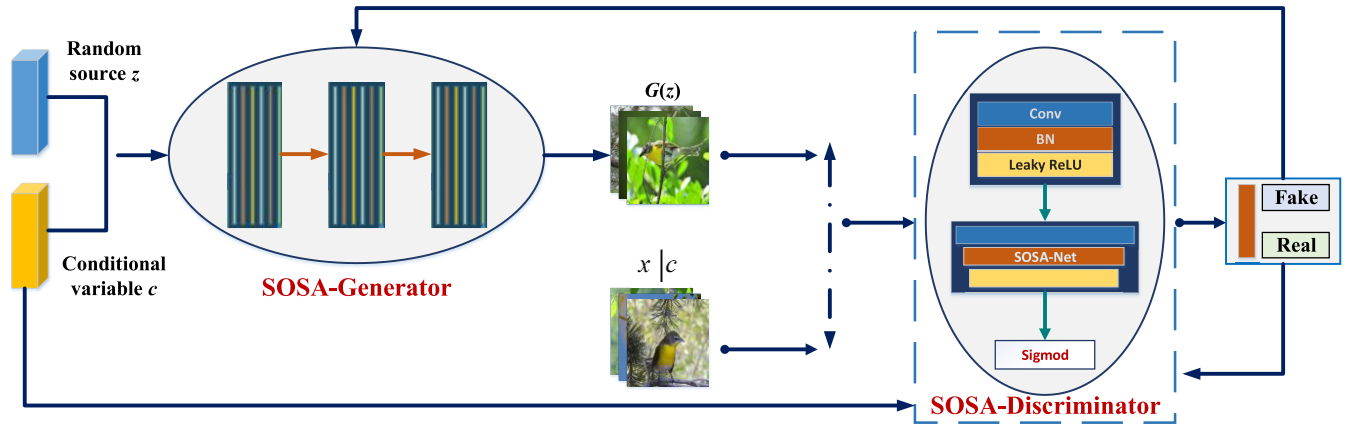 Random
source z
Conditional
variable c
SOSA-Generator
G(z)
x | c
Conv
BN
Leaky ReLU
SOSA-Net
Sigmod
SOSA-Discriminator
Fake
Real